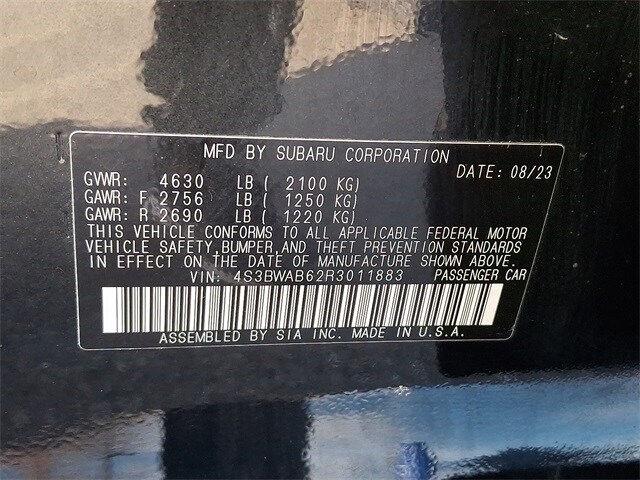 MFD BY SUBARU CORPORATION
DATE: 08/23
GVWR: 4630 LB ( 2100 KG)
GAWR: F 2756 LB ( 1250 KG)
GAWR: R 2690 LB ( 1220 KG)
THIS VEHICLE CONFORMS TO ALL APPLICABLE FEDERAL MOTOR
VEHICLE SAFETY, BUMPER, AND THEFT PREVENTION STANDARDS
IN EFFECT ON THE DATE OF MANUFACTURE SHOWN ABOVE.
VIN: 4S3BWAB62R3011883 PASSENGER CAR
ASSEMBLED BY SIA INC. MADE IN U.S.A.